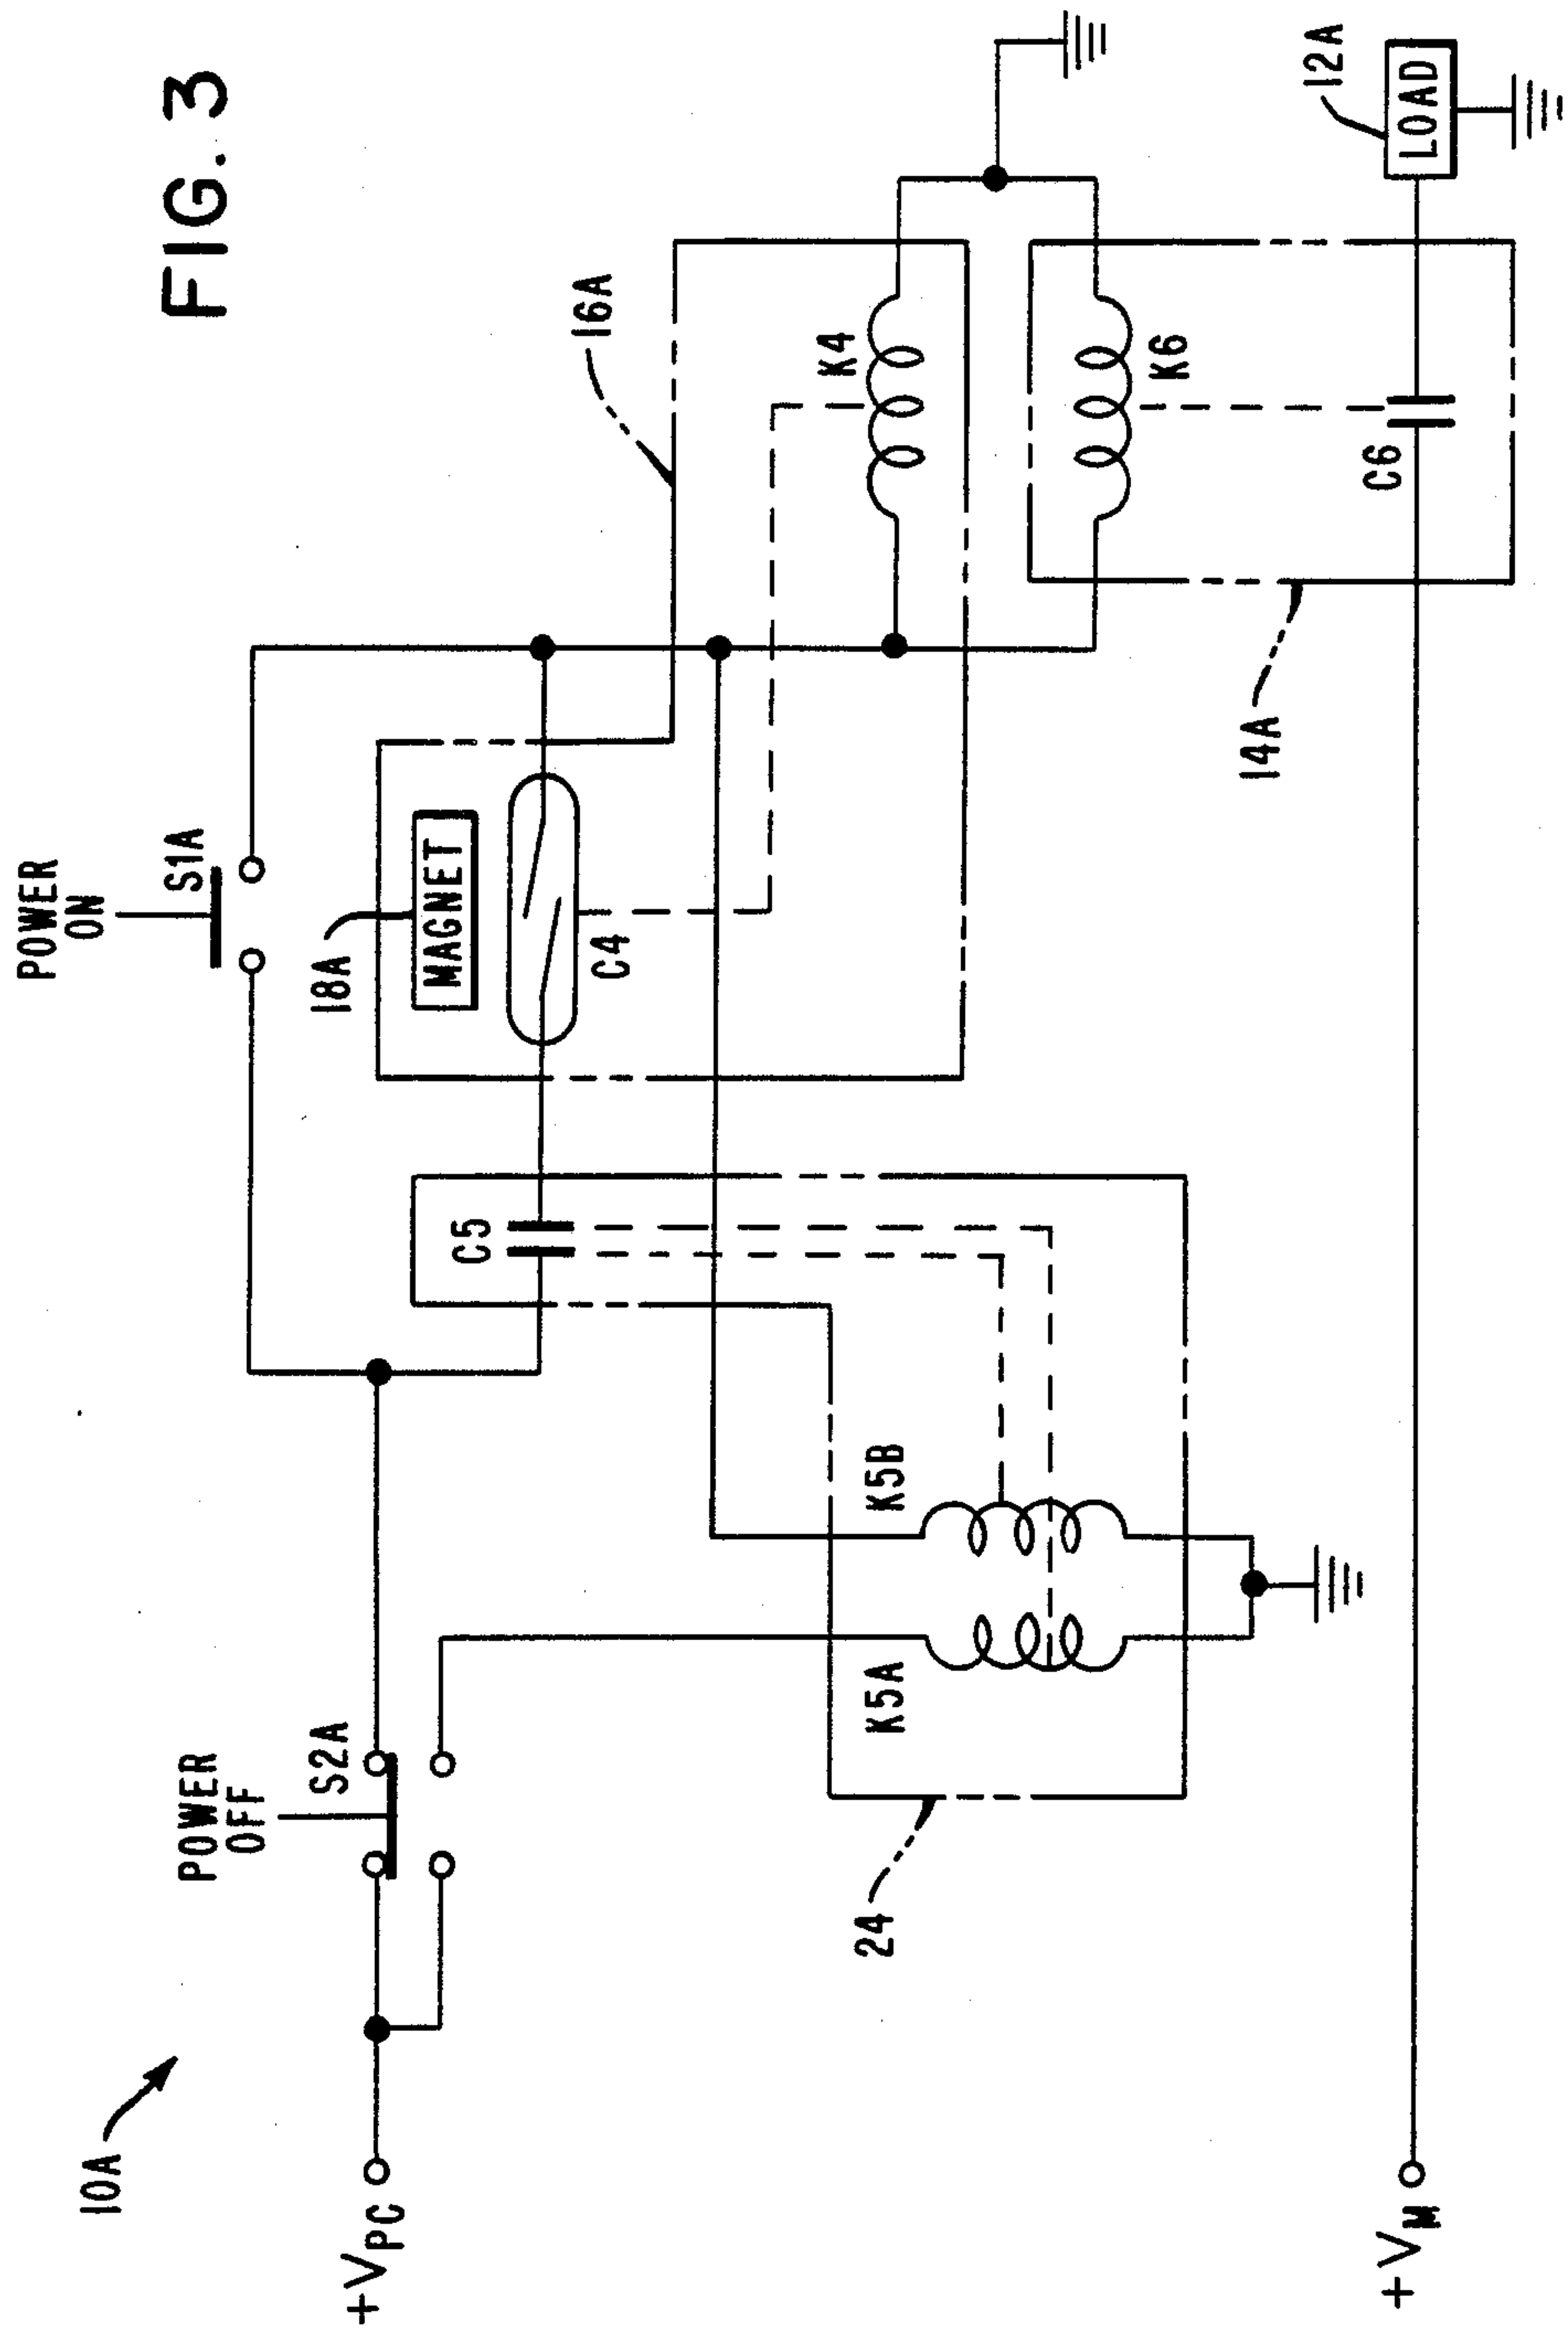 FIG. 3
10A
POWER
ON
S1A
POWER
OFF
S2A
+VPC
18A
MAGNET
C4
16A
C5
K4
K5A
K5B
24
K6
C6
14A
12A
LOAD
+VM